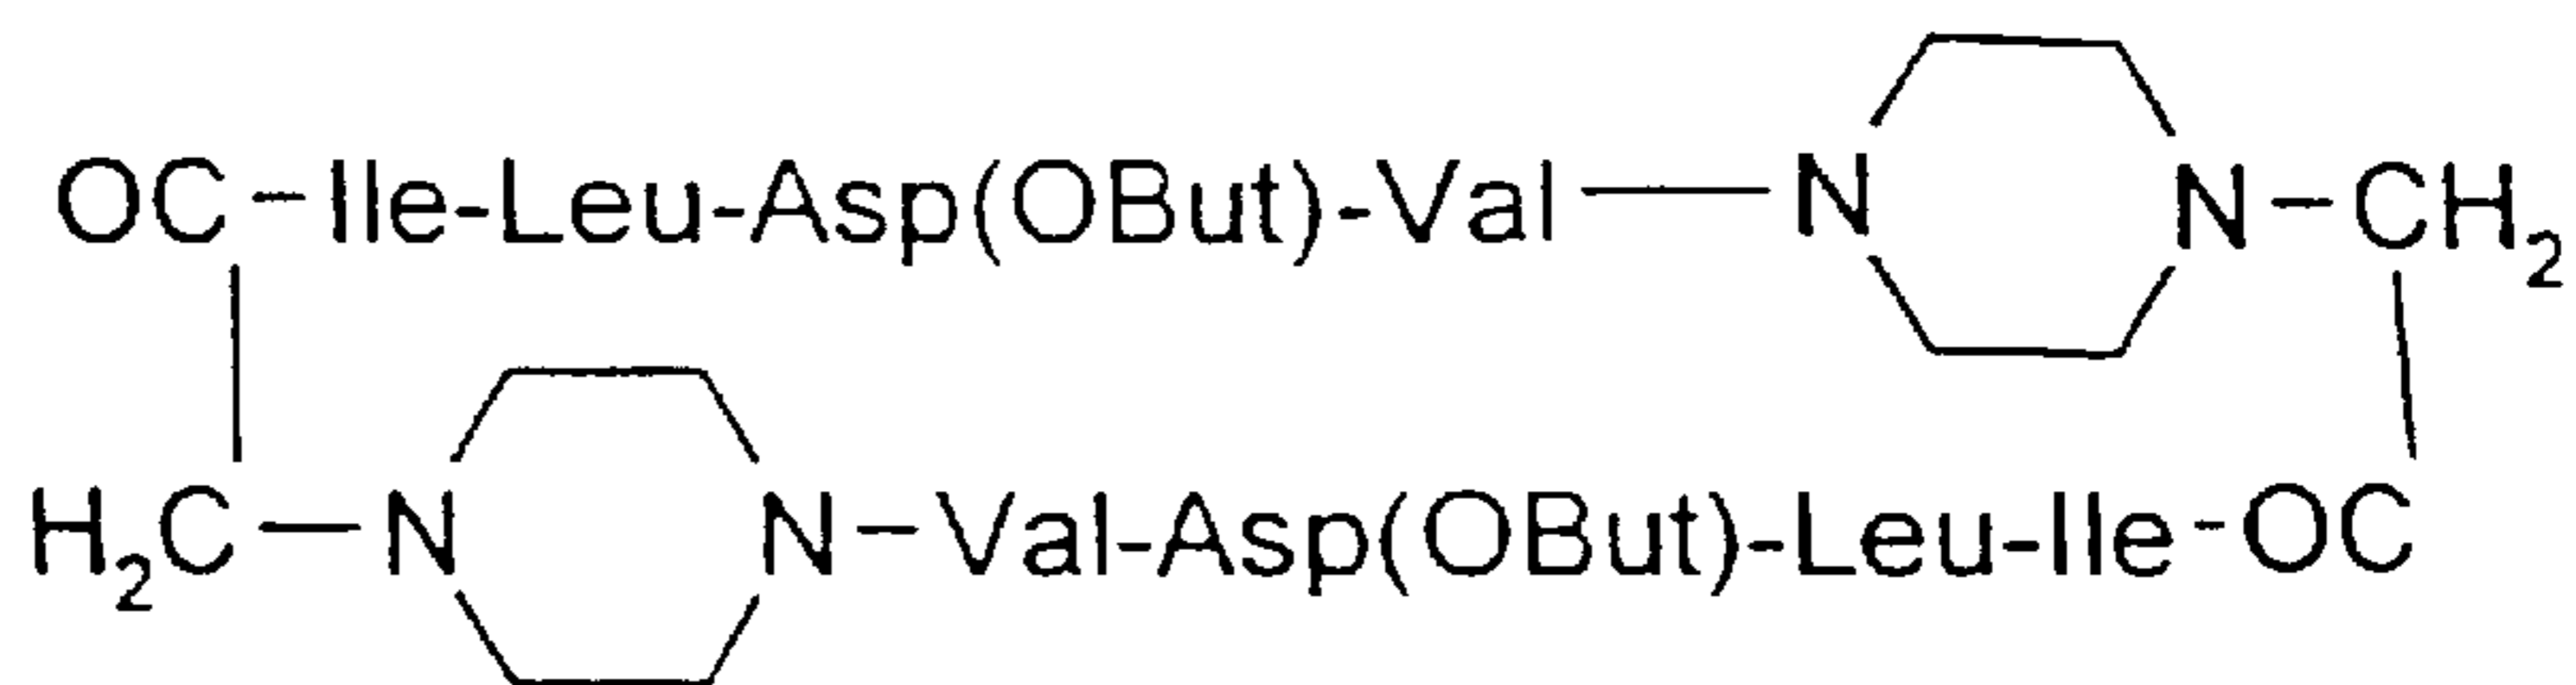 OC-Ile-Leu-Asp(OBut)-Val N N-CH2
H2C N N-Val-Asp(OBut)-Leu-Ile-OC